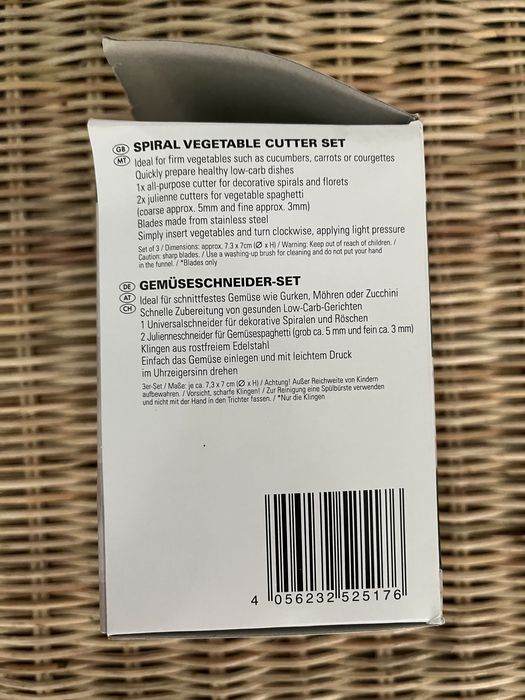 GB SPIRAL VEGETABLE CUTTER SET
MT Ideal for firm vegetables such as cucumbers, carrots or courgettes
Quickly prepare healthy low-carb dishes
1x all-purpose cutter for decorative spirals and florets
2x julienne cutters for vegetable spaghetti
(coarse approx. 5mm and fine approx. 3mm)
Blades made from stainless steel
Simply insert vegetables and turn clockwise, applying light pressure
Set of 3 / Dimensions: approx. 7.3 x 7cm (Ø x H) / Warning: Keep out of reach of children. /
Caution: sharp blades. / Use a washing-up brush for cleaning and do not put your hand
in the funnel. / *Blades only
DE GEMÜSESCHNEIDER-SET
AT Ideal für schnittfestes Gemüse wie Gurken, Möhren oder Zucchini
CH Schnelle Zubereitung von gesunden Low-Carb-Gerichten
1 Universalschneider für dekorative Spiralen und Röschen
2 Julienneschneider für Gemüsespaghetti (grob ca. 5 mm und fein ca. 3 mm)
Klingen aus rostfreiem Edelstahl
Einfach das Gemüse einlegen und mit leichtem Druck
im Uhrzeigersinn drehen
3er-Set / Maße: je ca. 7,3 x 7 cm (Ø x H) / Achtung! Außer Reichweite von Kindern
aufbewahren. / Vorsicht, scharfe Klingen! / Zur Reinigung eine Spülbürste verwenden
und nicht mit der Hand in den Trichter fassen. / *Nur die Klingen
4 056232 525176